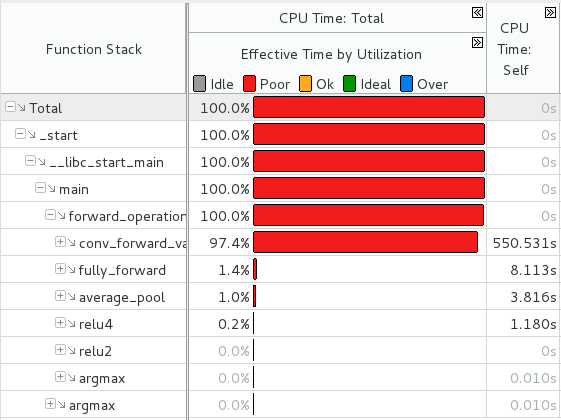 Function Stack
CPU Time: Total
Effective Time by Utilization
Idle Poor Ok Ideal Over
CPU
Time:
Self
Total 100.0% 0s
_start 100.0% 0s
__libc_start_main 100.0% 0s
main 100.0% 0s
forward_operation 100.0% 0s
conv_forward_va 97.4% 550.531s
fully_forward 1.4% 8.113s
average_pool 1.0% 3.816s
relu4 0.2% 1.180s
relu2 0.0% 0s
argmax 0.0% 0.010s
argmax 0.0% 0.010s